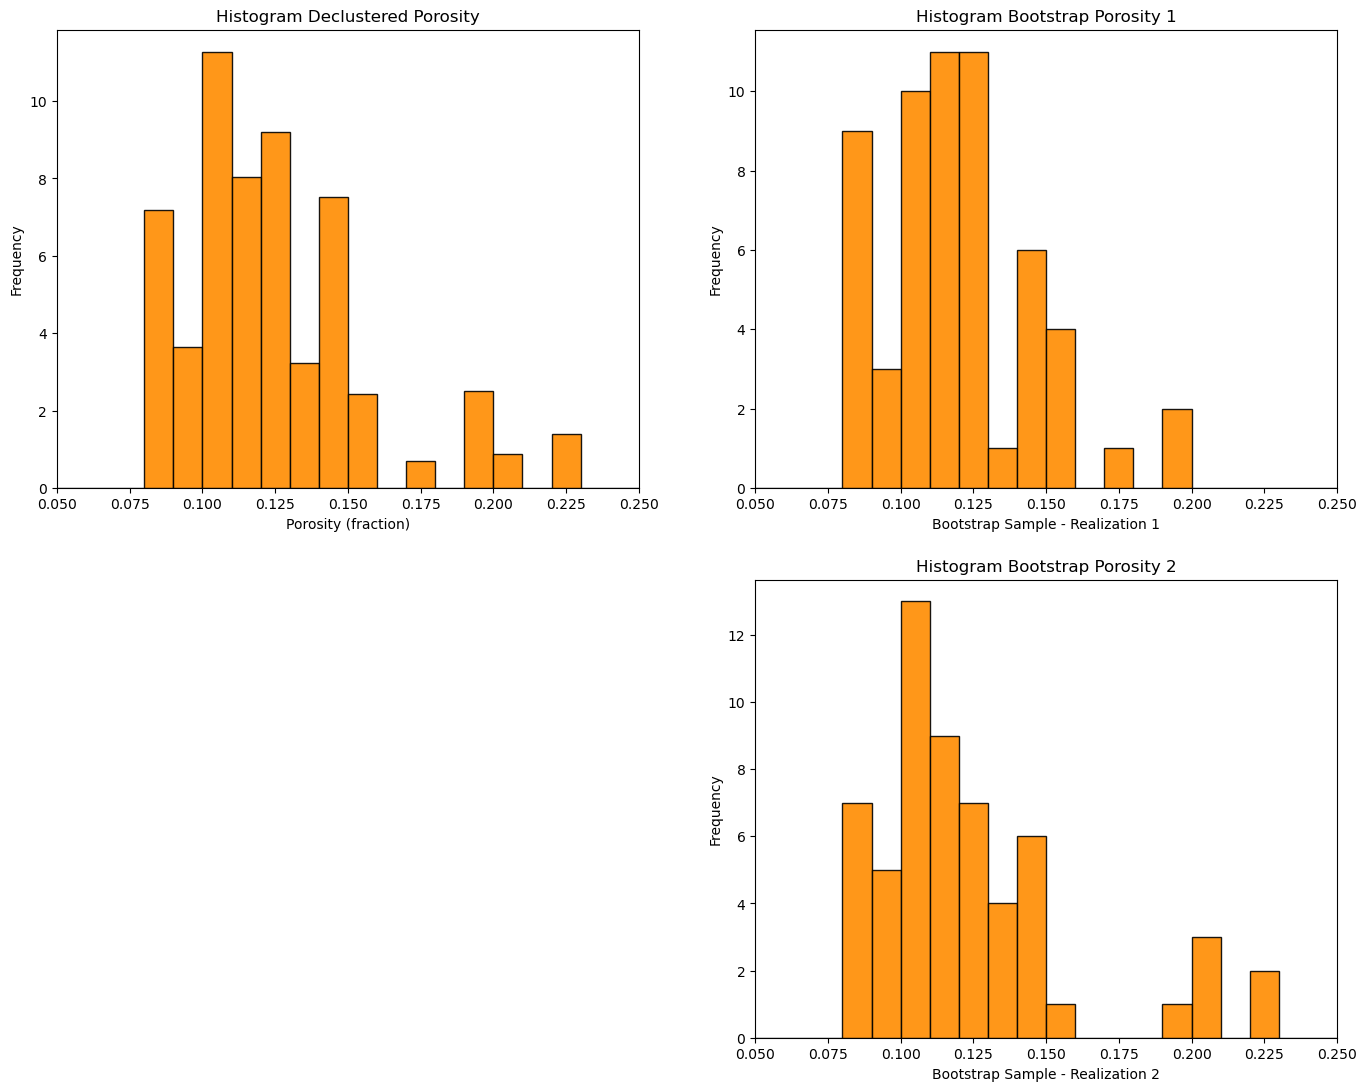 Histogram Declustered Porosity
Frequency
10
8
6
4
2
0
0.050 0.075 0.100 0.125 0.150 0.175 0.200 0.225 0.250
Porosity (fraction)
Histogram Bootstrap Porosity 1
Frequency
10
8
6
4
2
0
0.050 0.075 0.100 0.125 0.150 0.175 0.200 0.225 0.250
Bootstrap Sample - Realization 1
Histogram Bootstrap Porosity 2
Frequency
12
10
8
6
4
2
0
0.050 0.075 0.100 0.125 0.150 0.175 0.200 0.225 0.250
Bootstrap Sample - Realization 2